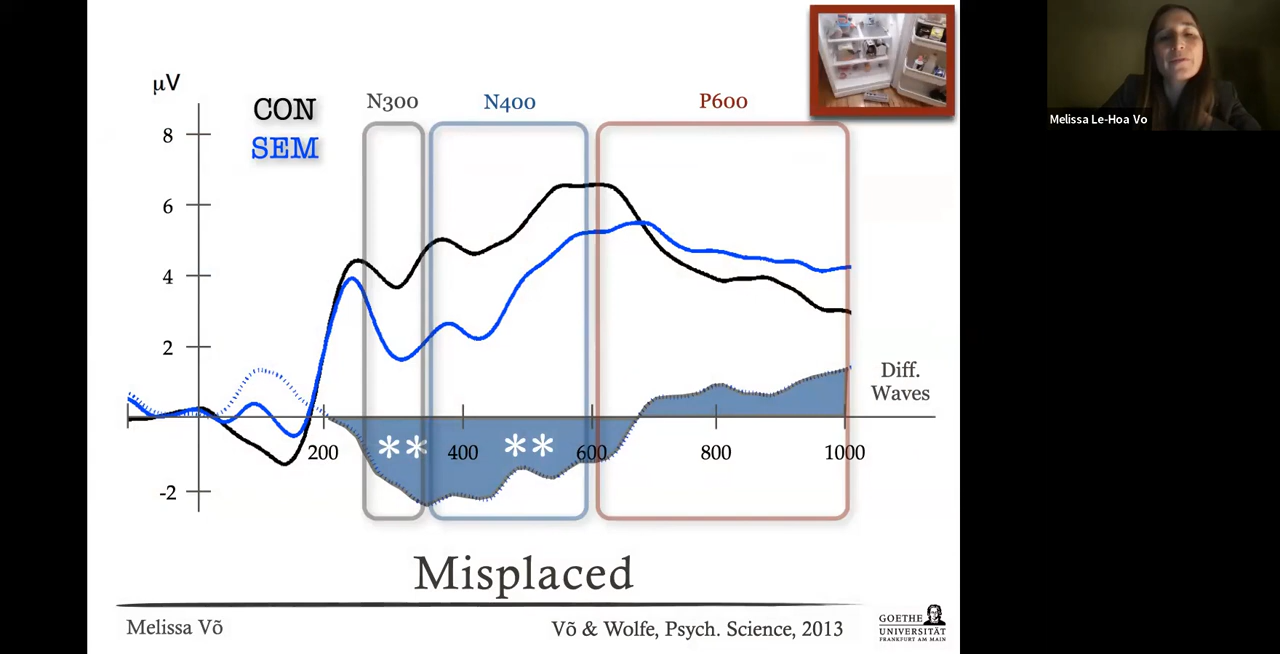 µV
CON
SEM
N300
N400
P600
8
6
4
2
-2
**
**
200
400
600
800
1000
Diff.
Waves
Misplaced
Melissa Võ
Võ & Wolfe, Psych. Science, 2013
GOETHE
UNIVERSITÄT
FRANKFURT AM MAIN
Melissa Le-Hoa Vo